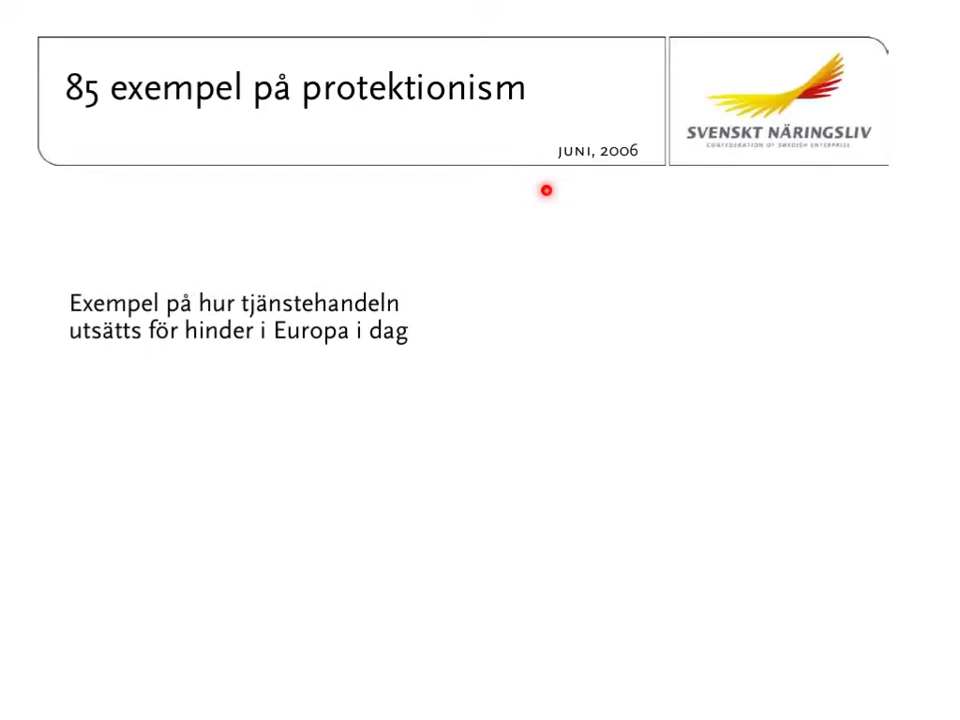 85 exempel på protektionism
JUNI, 2006
SVENSKT NÄRINGSLIV
CONFEDERATION OF SWEDISH ENTERPRISE
Exempel på hur tjänstehandeln
utsätts för hinder i Europa i dag